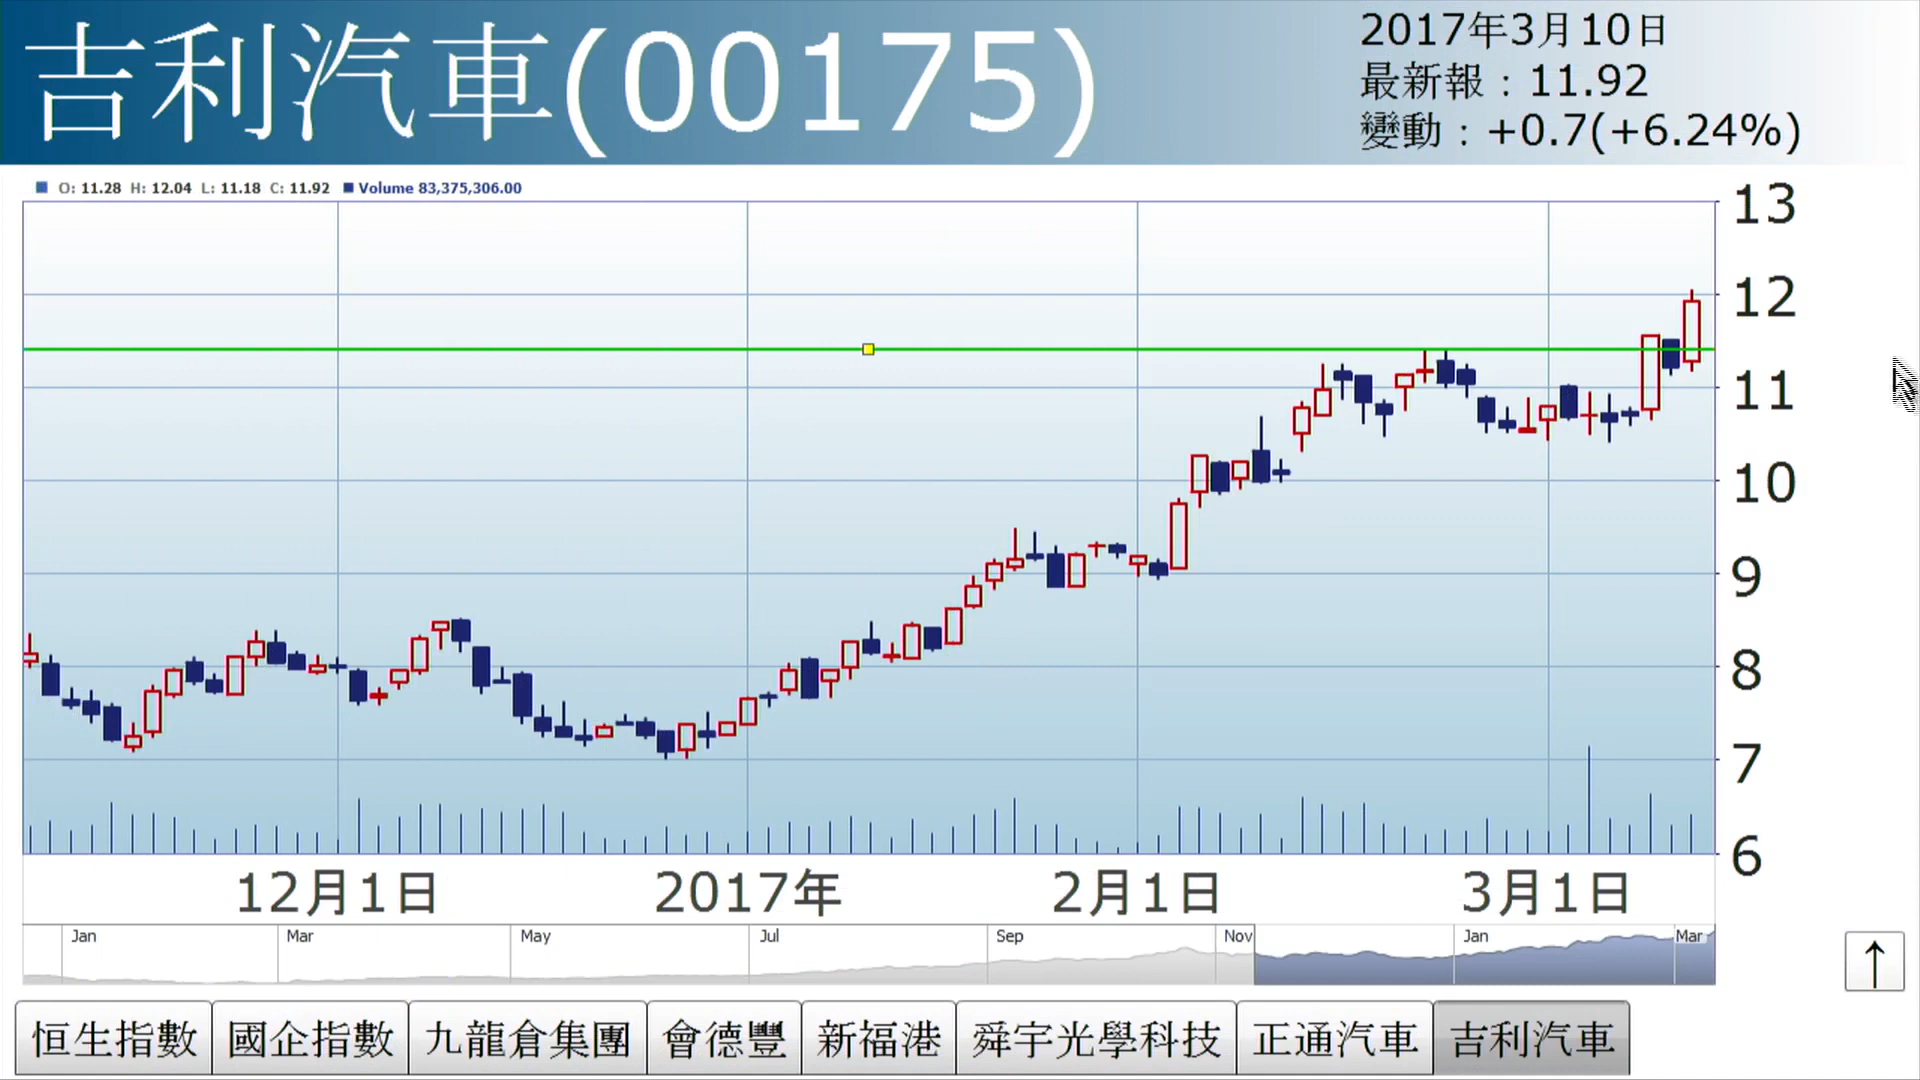 吉利汽車(00175)
2017年3月10日
最新報：11.92
變動：+0.7(+6.24%)
O: 11.28 H: 12.04 L: 11.18 C: 11.92 Volume 83,375,306.00
13
12
11
10
9
8
7
6
12月1日 2017年 2月1日 3月1日
Jan Mar May Jul Sep Nov Jan Mar
↑
恒生指數 國企指數 九龍倉集團 會德豐 新福港 舜宇光學科技 正通汽車 吉利汽車